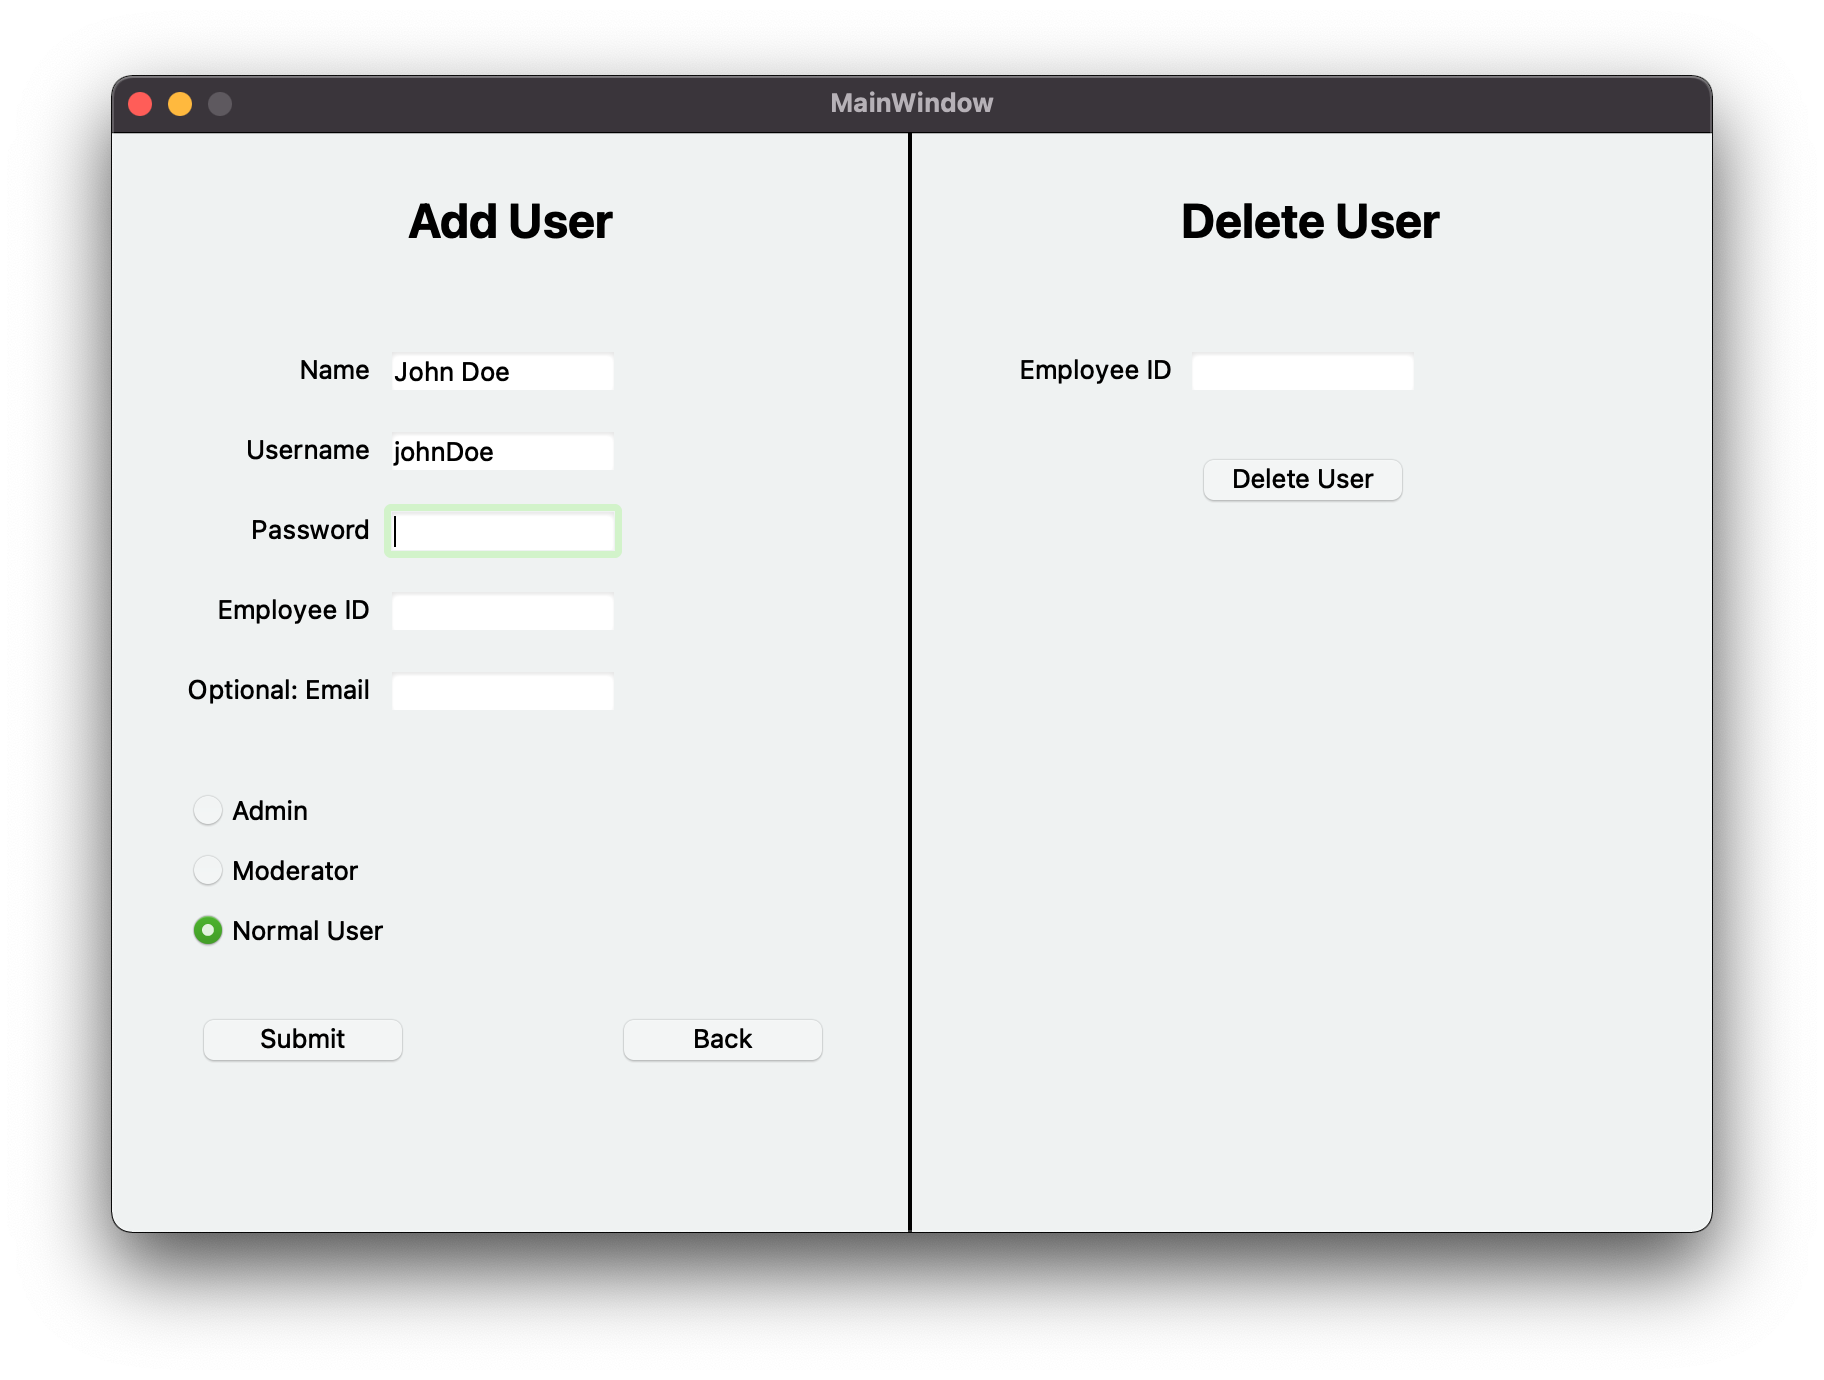 MainWindow
Add User
Name John Doe
Username johnDoe
Password
Employee ID
Optional: Email
Admin
Moderator
Normal User
Submit Back
Delete User
Employee ID
Delete User